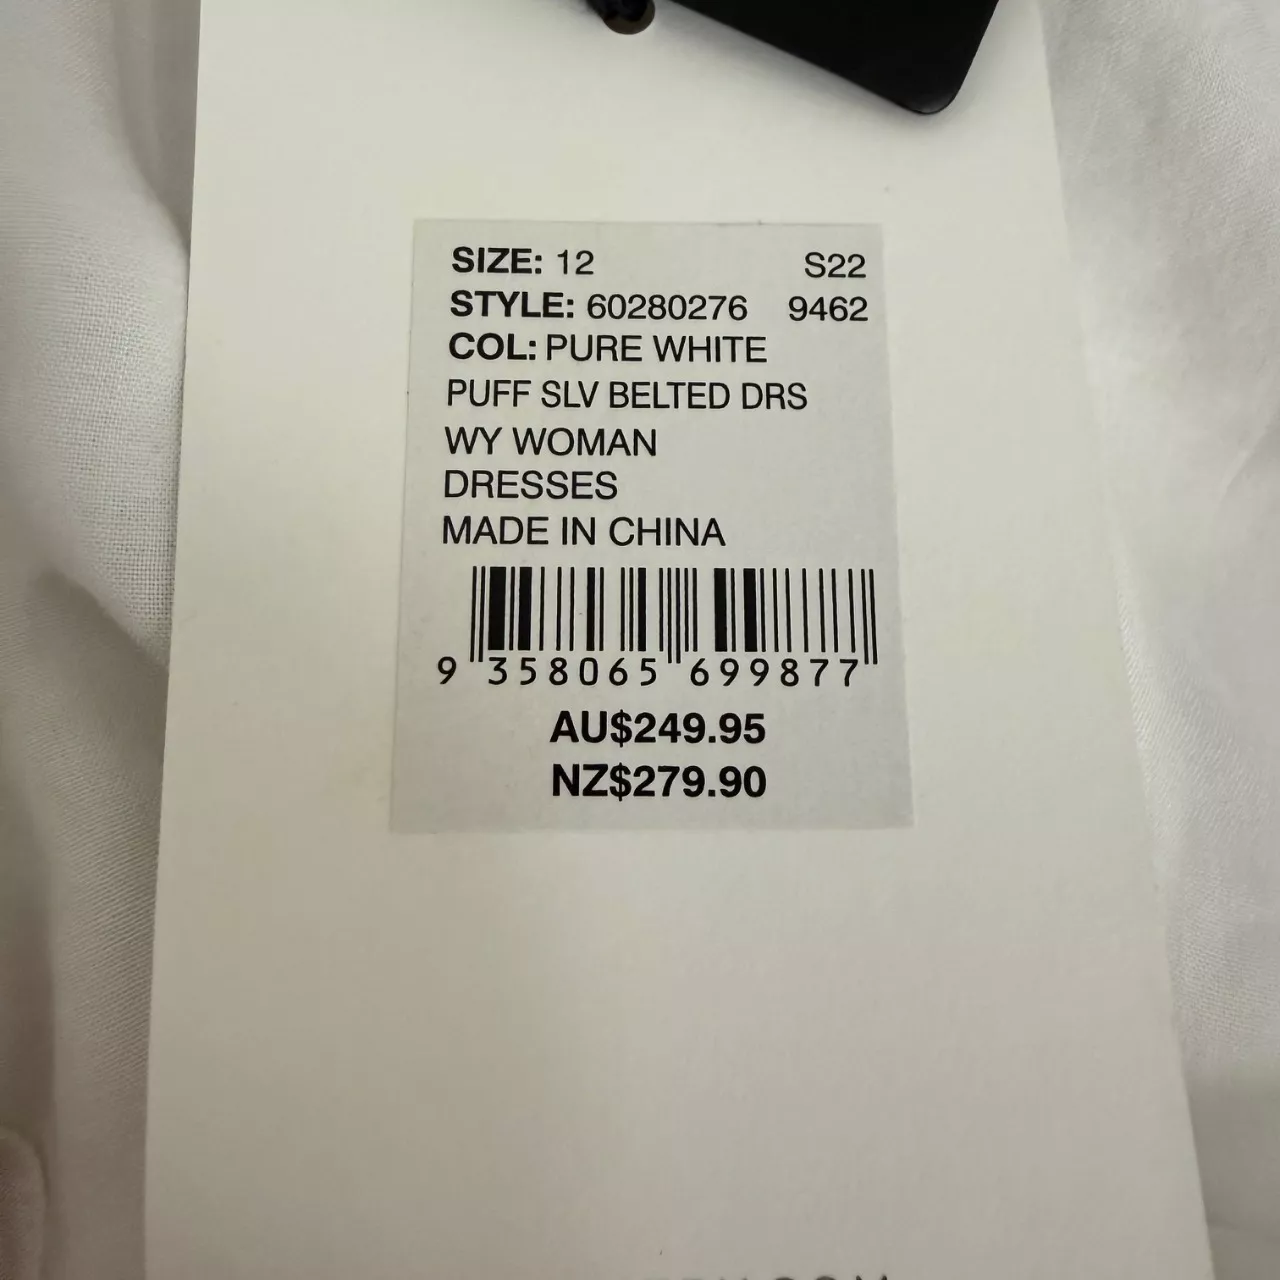 SIZE: 12 S22
STYLE: 60280276 9462
COL: PURE WHITE
PUFF SLV BELTED DRS
WY WOMAN
DRESSES
MADE IN CHINA
9 358065 699877
AU$249.95
NZ$279.90